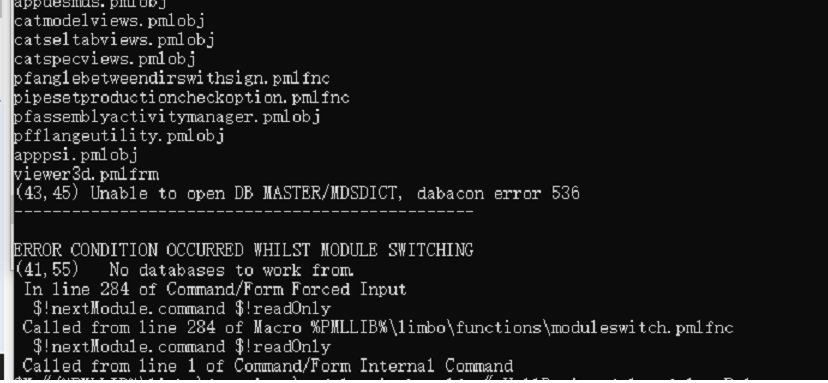 appdesmds.pmlobj
catmodelviews.pmlobj
catseltabviews.pmlobj
catspecviews.pmlobj
pfanglebetweendirswithsign.pmlfnc
pipesetproductioncheckoption.pmlfnc
pfassemblyactivitymanager.pmlobj
pfflangeutility.pmlobj
apppsi.pmlobj
viewer3d.pmlfrm
(43,45) Unable to open DB MASTER/MDSDICT, dabacon error 536
------------------------------------------------
ERROR CONDITION OCCURRED WHILST MODULE SWITCHING
(41,55)   No databases to work from.
In line 284 of Command/Form Forced Input
$!nextModule.command $!readOnly
Called from line 284 of Macro %PMLLIB%\limbo\functions\moduleswitch.pmlfnc
$!nextModule.command $!readOnly
Called from line 1 of Command/Form Internal Command